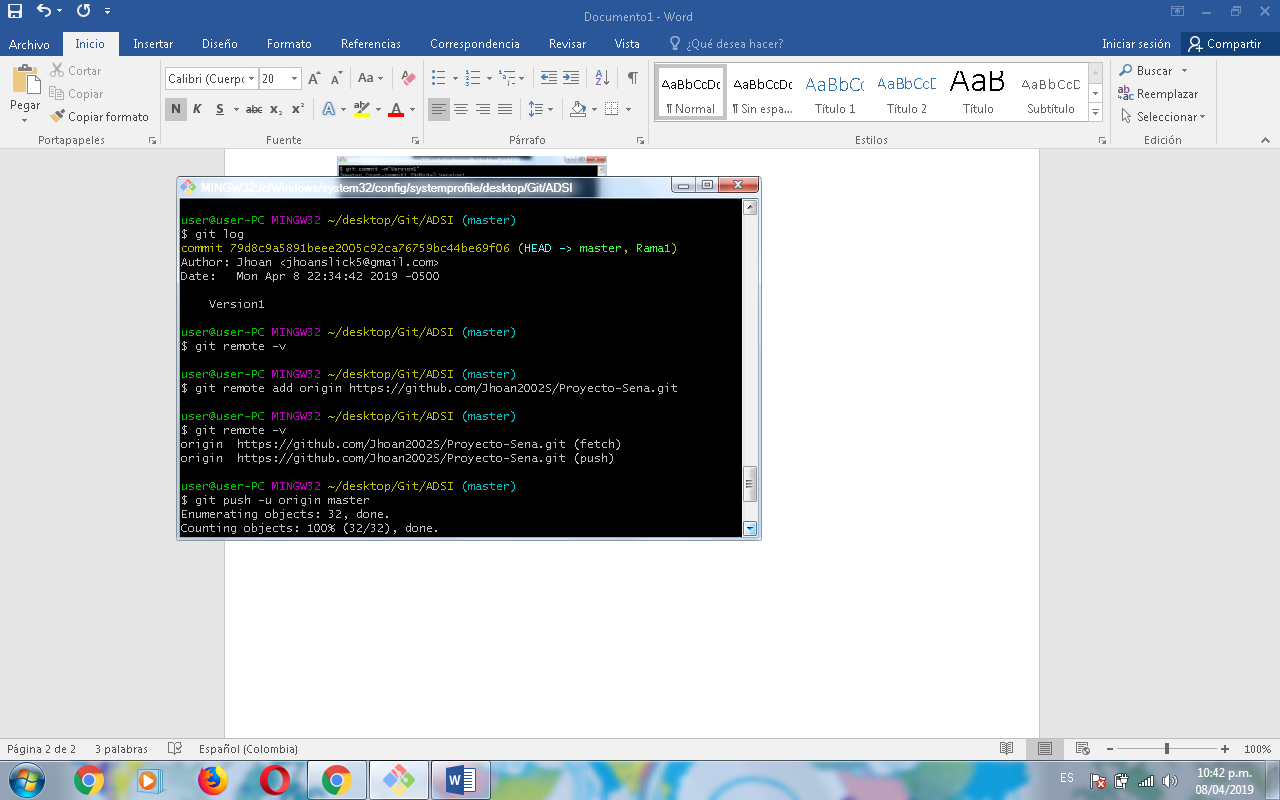 Documento1 - Word
Archivo Inicio Insertar Diseño Formato Referencias Correspondencia Revisar Vista ¿Qué desea hacer? Iniciar sesión Compartir
Pegar
Cortar
Copiar
Copiar formato
Portapapeles
Calibri (Cuerpo 20 Aa
N K S abc x₂ x² A aby A
Fuente
Párrafo
AaBbCcDc AaBbCcDc AaBbCc AaBbCcD AaB AaBbCcD
¶ Normal ¶ Sin espa... Título 1 Título 2 Título Subtítulo
Estilos
Buscar
Reemplazar
Seleccionar
Edición
$ git commit -m"Version1"
MINGW32:/c/Windows/system32/config/systemprofile/desktop/Git/ADSI
user@user-PC MINGW32 ~/desktop/Git/ADSI (master)
$ git log
commit 79d8c9a5891beee2005c92ca76759bc44be69f06 (HEAD -> master, Rama1)
Author: Jhoan <jhoanslick5@gmail.com>
Date:   Mon Apr 8 22:34:42 2019 -0500
Version1
user@user-PC MINGW32 ~/desktop/Git/ADSI (master)
$ git remote -v
user@user-PC MINGW32 ~/desktop/Git/ADSI (master)
$ git remote add origin https://github.com/Jhoan2002S/Proyecto-Sena.git
user@user-PC MINGW32 ~/desktop/Git/ADSI (master)
$ git remote -v
origin  https://github.com/Jhoan2002S/Proyecto-Sena.git (fetch)
origin  https://github.com/Jhoan2002S/Proyecto-Sena.git (push)
user@user-PC MINGW32 ~/desktop/Git/ADSI (master)
$ git push -u origin master
Enumerating objects: 32, done.
Counting objects: 100% (32/32), done.
Página 2 de 2 3 palabras Español (Colombia) 100%
ES
10:42 p.m.
08/04/2019